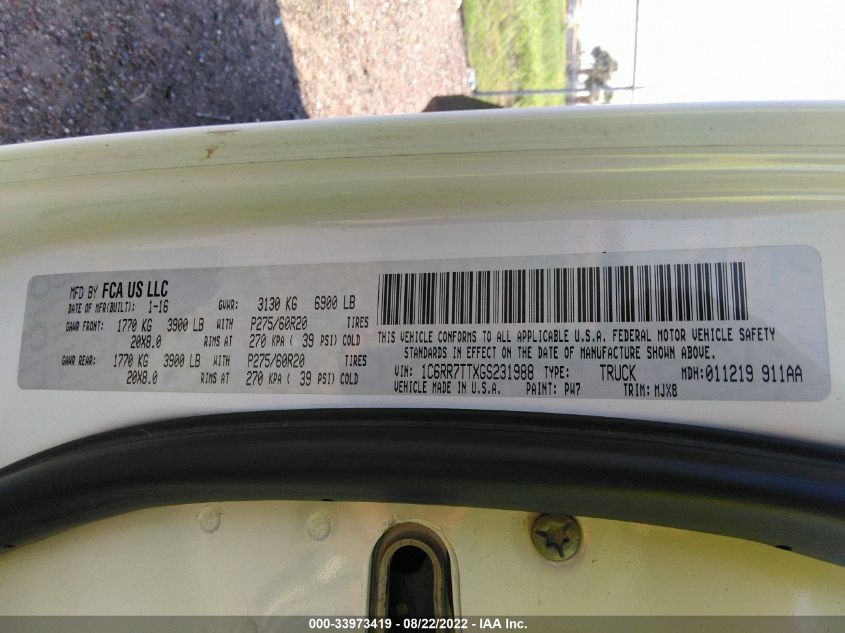 MFD BY FCA US LLC
DATE OF MFR(BUILT): 1-16 GVWR: 3130 KG 6900 LB
GAWR FRONT: 1770 KG 3900 LB WITH P275/60R20 TIRES
20X8.0 RIMS AT 270 KPA ( 39 PSI) COLD
GAWR REAR: 1770 KG 3900 LB WITH P275/60R20 TIRES
20X8.0 RIMS AT 270 KPA ( 39 PSI) COLD
THIS VEHICLE CONFORMS TO ALL APPLICABLE U.S.A. FEDERAL MOTOR VEHICLE SAFETY
STANDARDS IN EFFECT ON THE DATE OF MANUFACTURE SHOWN ABOVE.
VIN: 1C6RR7TTXGS231988 TYPE: TRUCK MDH: 011219 911AA
VEHICLE MADE IN U.S.A. PAINT: PW7 TRIM: MJX8
000-33973419 - 08/22/2022 - IAA Inc.